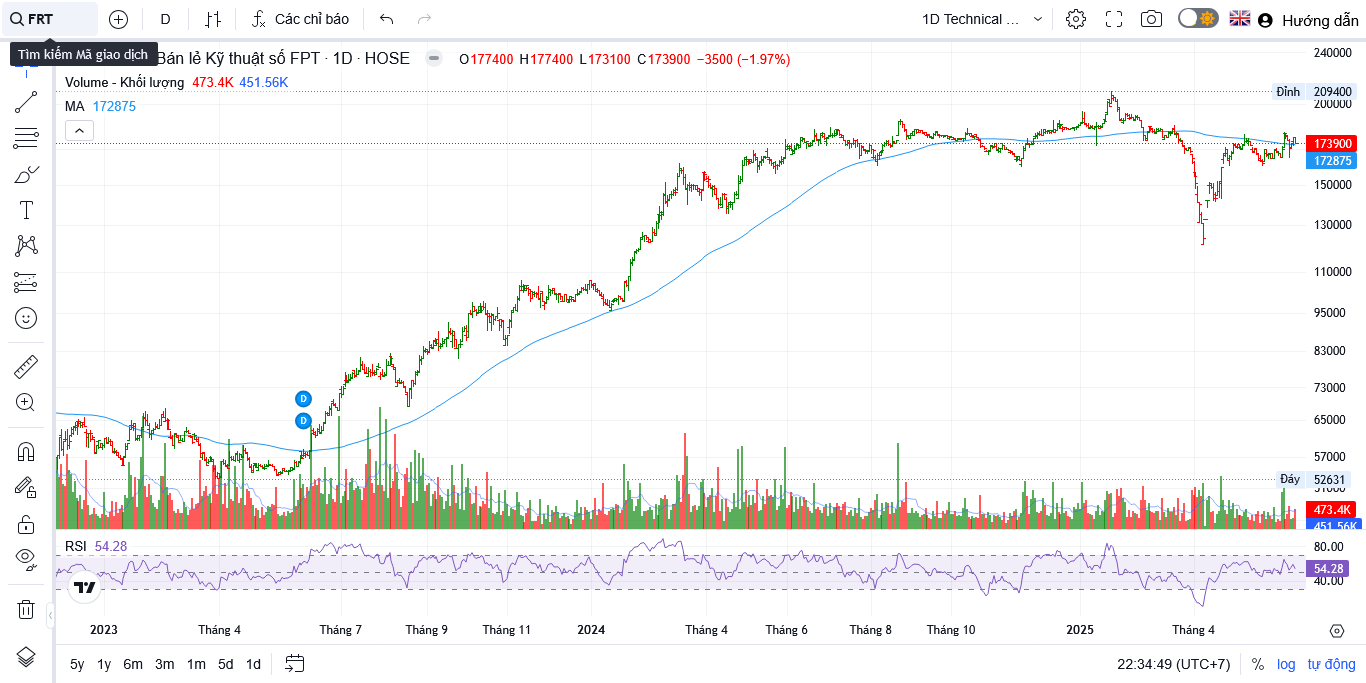 FRT
D
Các chỉ báo
1D Technical ...
Hướng dẫn
Tìm kiếm Mã giao dịch
Bán lẻ Kỹ thuật số FPT · 1D · HOSE
O177400 H177400 L173100 C173900 −3500 (−1.97%)
Volume - Khối lượng 473.4K 451.56K
MA 172875
240000
Đỉnh 209400
200000
173900
172875
150000
130000
110000
95000
83000
73000
65000
57000
Đáy 52631
51000
473.4K
451.56K
D
D
RSI 54.28
80.00
54.28
40.00
2023 Tháng 4 Tháng 7 Tháng 9 Tháng 11 2024 Tháng 4 Tháng 6 Tháng 8 Tháng 10 2025 Tháng 4
5y 1y 6m 3m 1m 5d 1d
22:34:49 (UTC+7) % log tự động